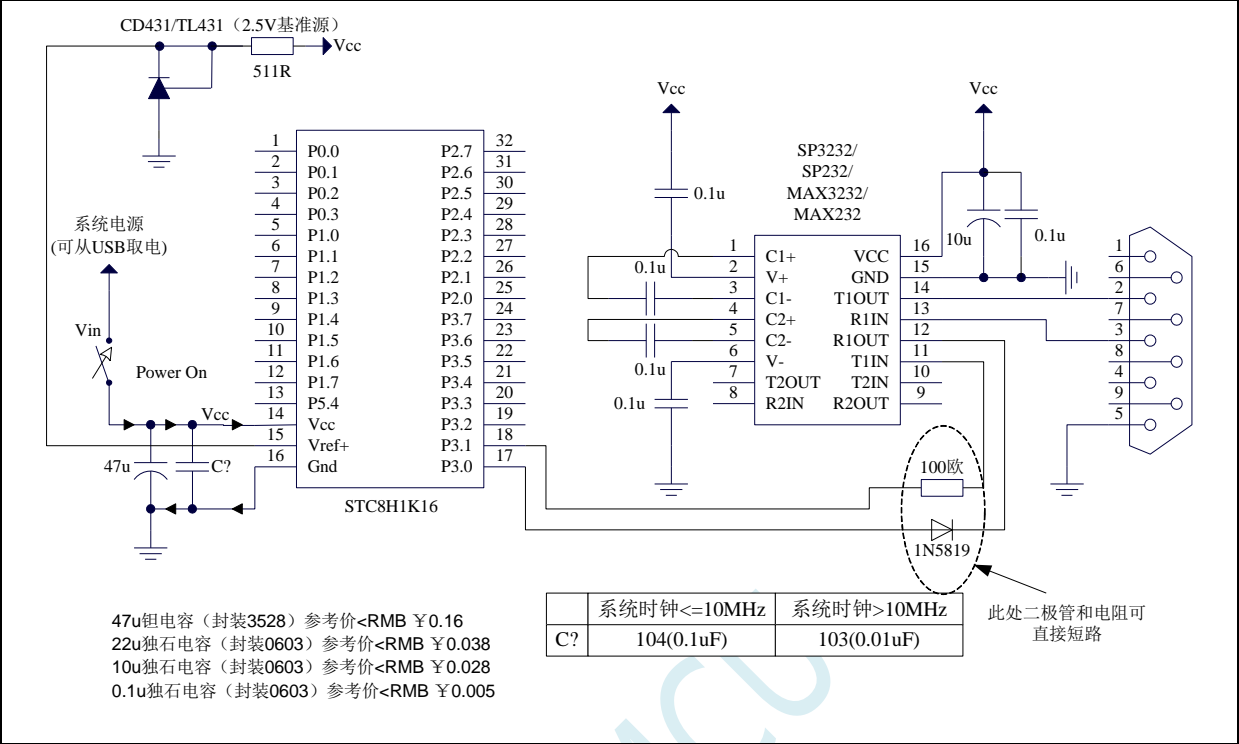 CD431/TL431（2.5V基准源）
Vcc
511R
系统电源
(可从USB取电)
Vin
Power On
Vcc
47u
C?
1 P0.0 P2.7 32
2 P0.1 P2.6 31
3 P0.2 P2.5 30
4 P0.3 P2.4 29
5 P1.0 P2.3 28
6 P1.1 P2.2 27
7 P1.2 P2.1 26
8 P1.3 P2.0 25
9 P1.4 P3.7 24
10 P1.5 P3.6 23
11 P1.6 P3.5 22
12 P1.7 P3.4 21
13 P5.4 P3.3 20
14 Vcc P3.2 19
15 Vref+ P3.1 18
16 Gnd P3.0 17
STC8H1K16
Vcc
0.1u
0.1u
0.1u
0.1u
SP3232/
SP232/
MAX3232/
MAX232
1 C1+ VCC 16
2 V+ GND 15
3 C1- T1OUT 14
4 C2+ R1IN 13
5 C2- R1OUT 12
6 V- T1IN 11
7 T2OUT T2IN 10
8 R2IN R2OUT 9
Vcc
10u
0.1u
1
6
2
7
3
8
4
9
5
100欧
1N5819
此处二极管和电阻可
直接短路
系统时钟<=10MHz 系统时钟>10MHz
C? 104(0.1uF) 103(0.01uF)
47u钽电容（封装3528）参考价<RMB ￥0.16
22u独石电容（封装0603）参考价<RMB ￥0.038
10u独石电容（封装0603）参考价<RMB ￥0.028
0.1u独石电容（封装0603）参考价<RMB ￥0.005